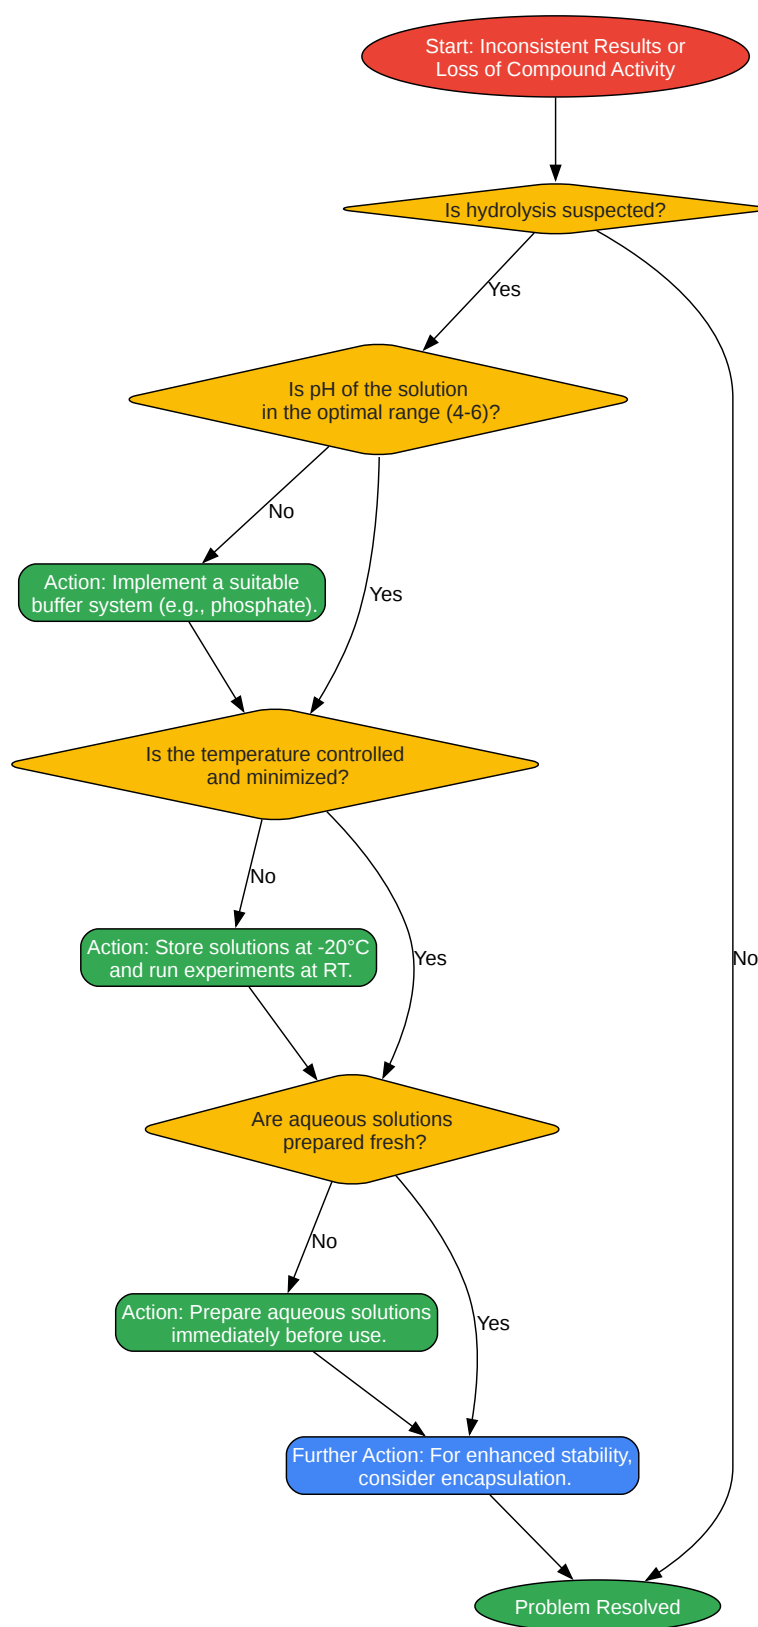 Start: Inconsistent Results or
Loss of Compound Activity
Is hydrolysis suspected?
Yes
Is pH of the solution
in the optimal range (4-6)?
No
Action: Implement a suitable
buffer system (e.g., phosphate).
Yes
Is the temperature controlled
and minimized?
No
Action: Store solutions at -20°C
and run experiments at RT.
Yes
No
Are aqueous solutions
prepared fresh?
No
Action: Prepare aqueous solutions
immediately before use.
Yes
Further Action: For enhanced stability,
consider encapsulation.
Problem Resolved